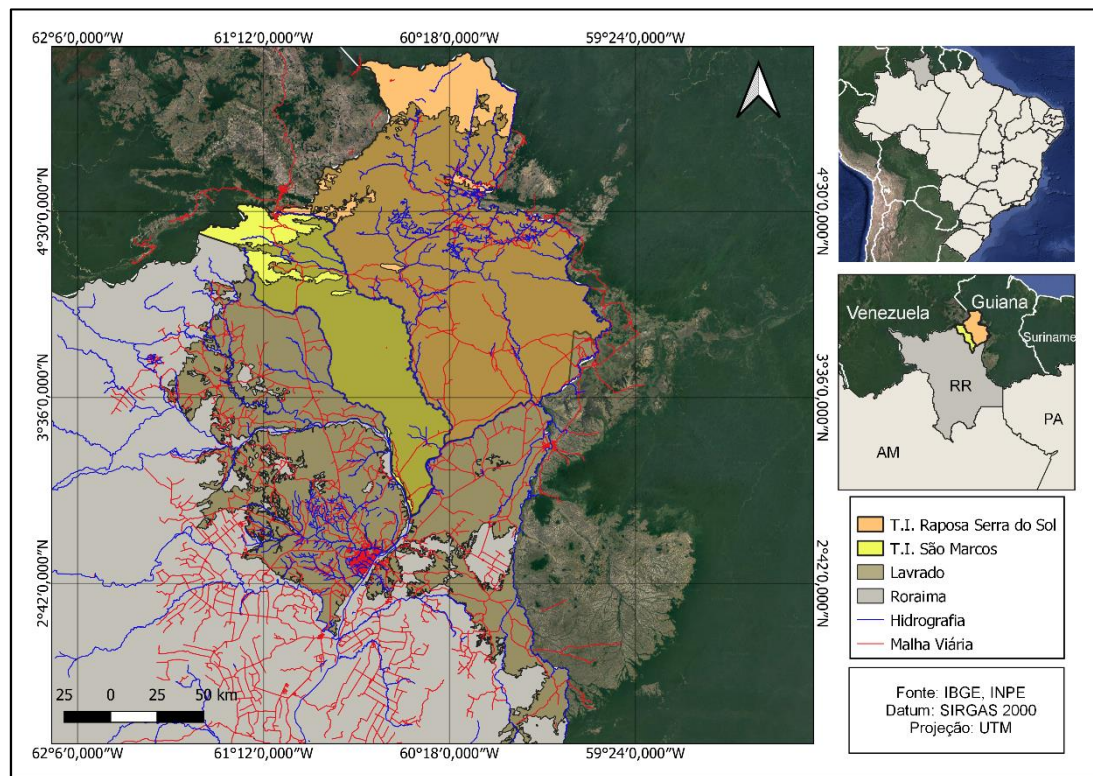 62°6′0,000″W
61°12′0,000″W
60°18′0,000″W
59°24′0,000″W
4°30′0,000″N
3°36′0,000″N
2°42′0,000″N
4°30′0,000″N
3°36′0,000″N
2°42′0,000″N
25 0 25 50 km
62°6′0,000″W
61°12′0,000″W
60°18′0,000″W
59°24′0,000″W
Venezuela
Guiana
Suriname
RR
PA
AM
T.I. Raposa Serra do Sol
T.I. São Marcos
Lavrado
Roraima
Hidrografia
Malha Viária
Fonte: IBGE, INPE
Datum: SIRGAS 2000
Projeção: UTM